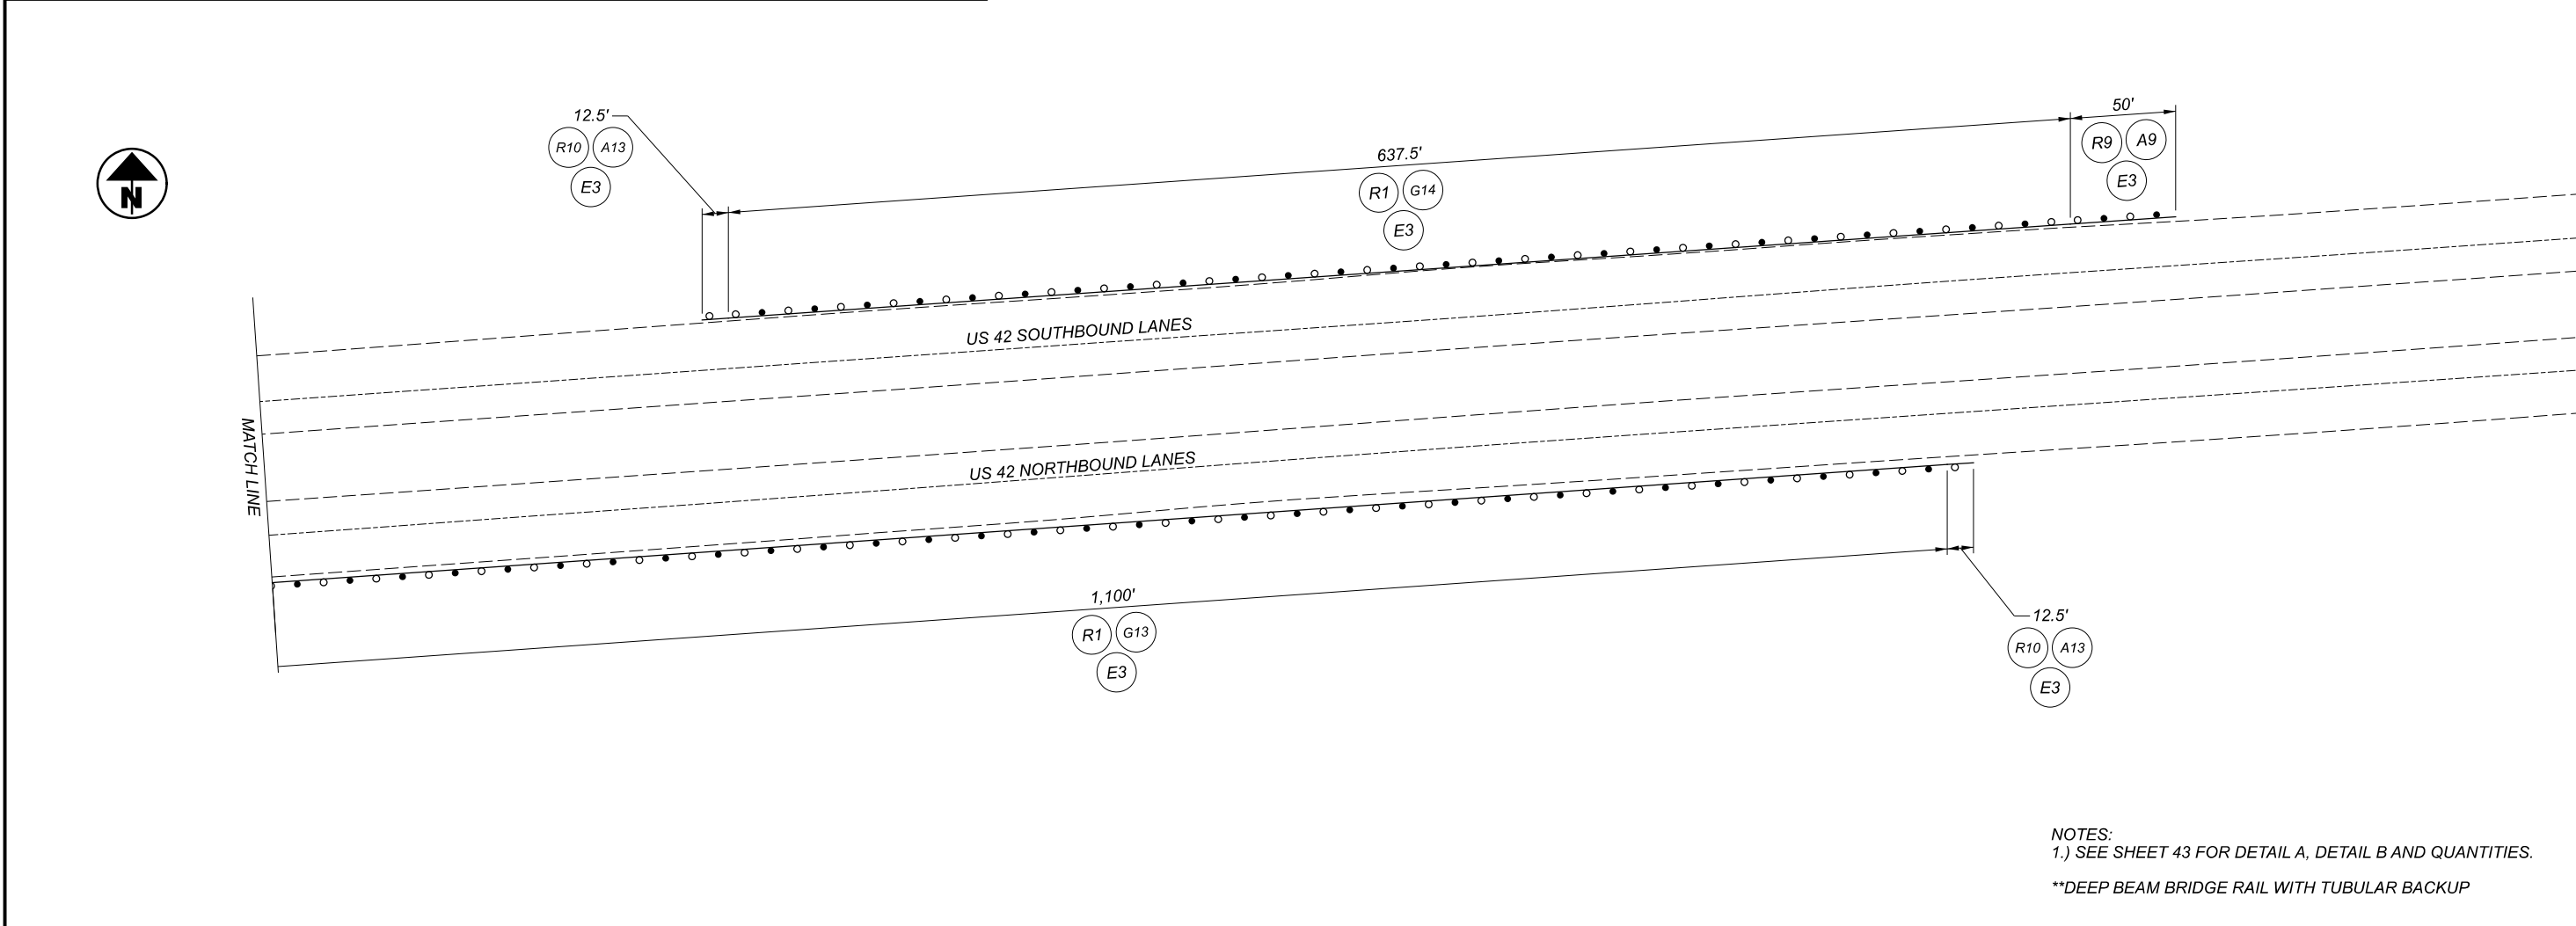 N
12.5'
R10 A13
E3
637.5'
R1 G14
E3
50'
R9 A9
E3
US 42 SOUTHBOUND LANES
MATCH LINE
US 42 NORTHBOUND LANES
1,100'
R1 G13
E3
12.5'
R10 A13
E3
NOTES:
1.) SEE SHEET 43 FOR DETAIL A, DETAIL B AND QUANTITIES.
**DEEP BEAM BRIDGE RAIL WITH TUBULAR BACKUP